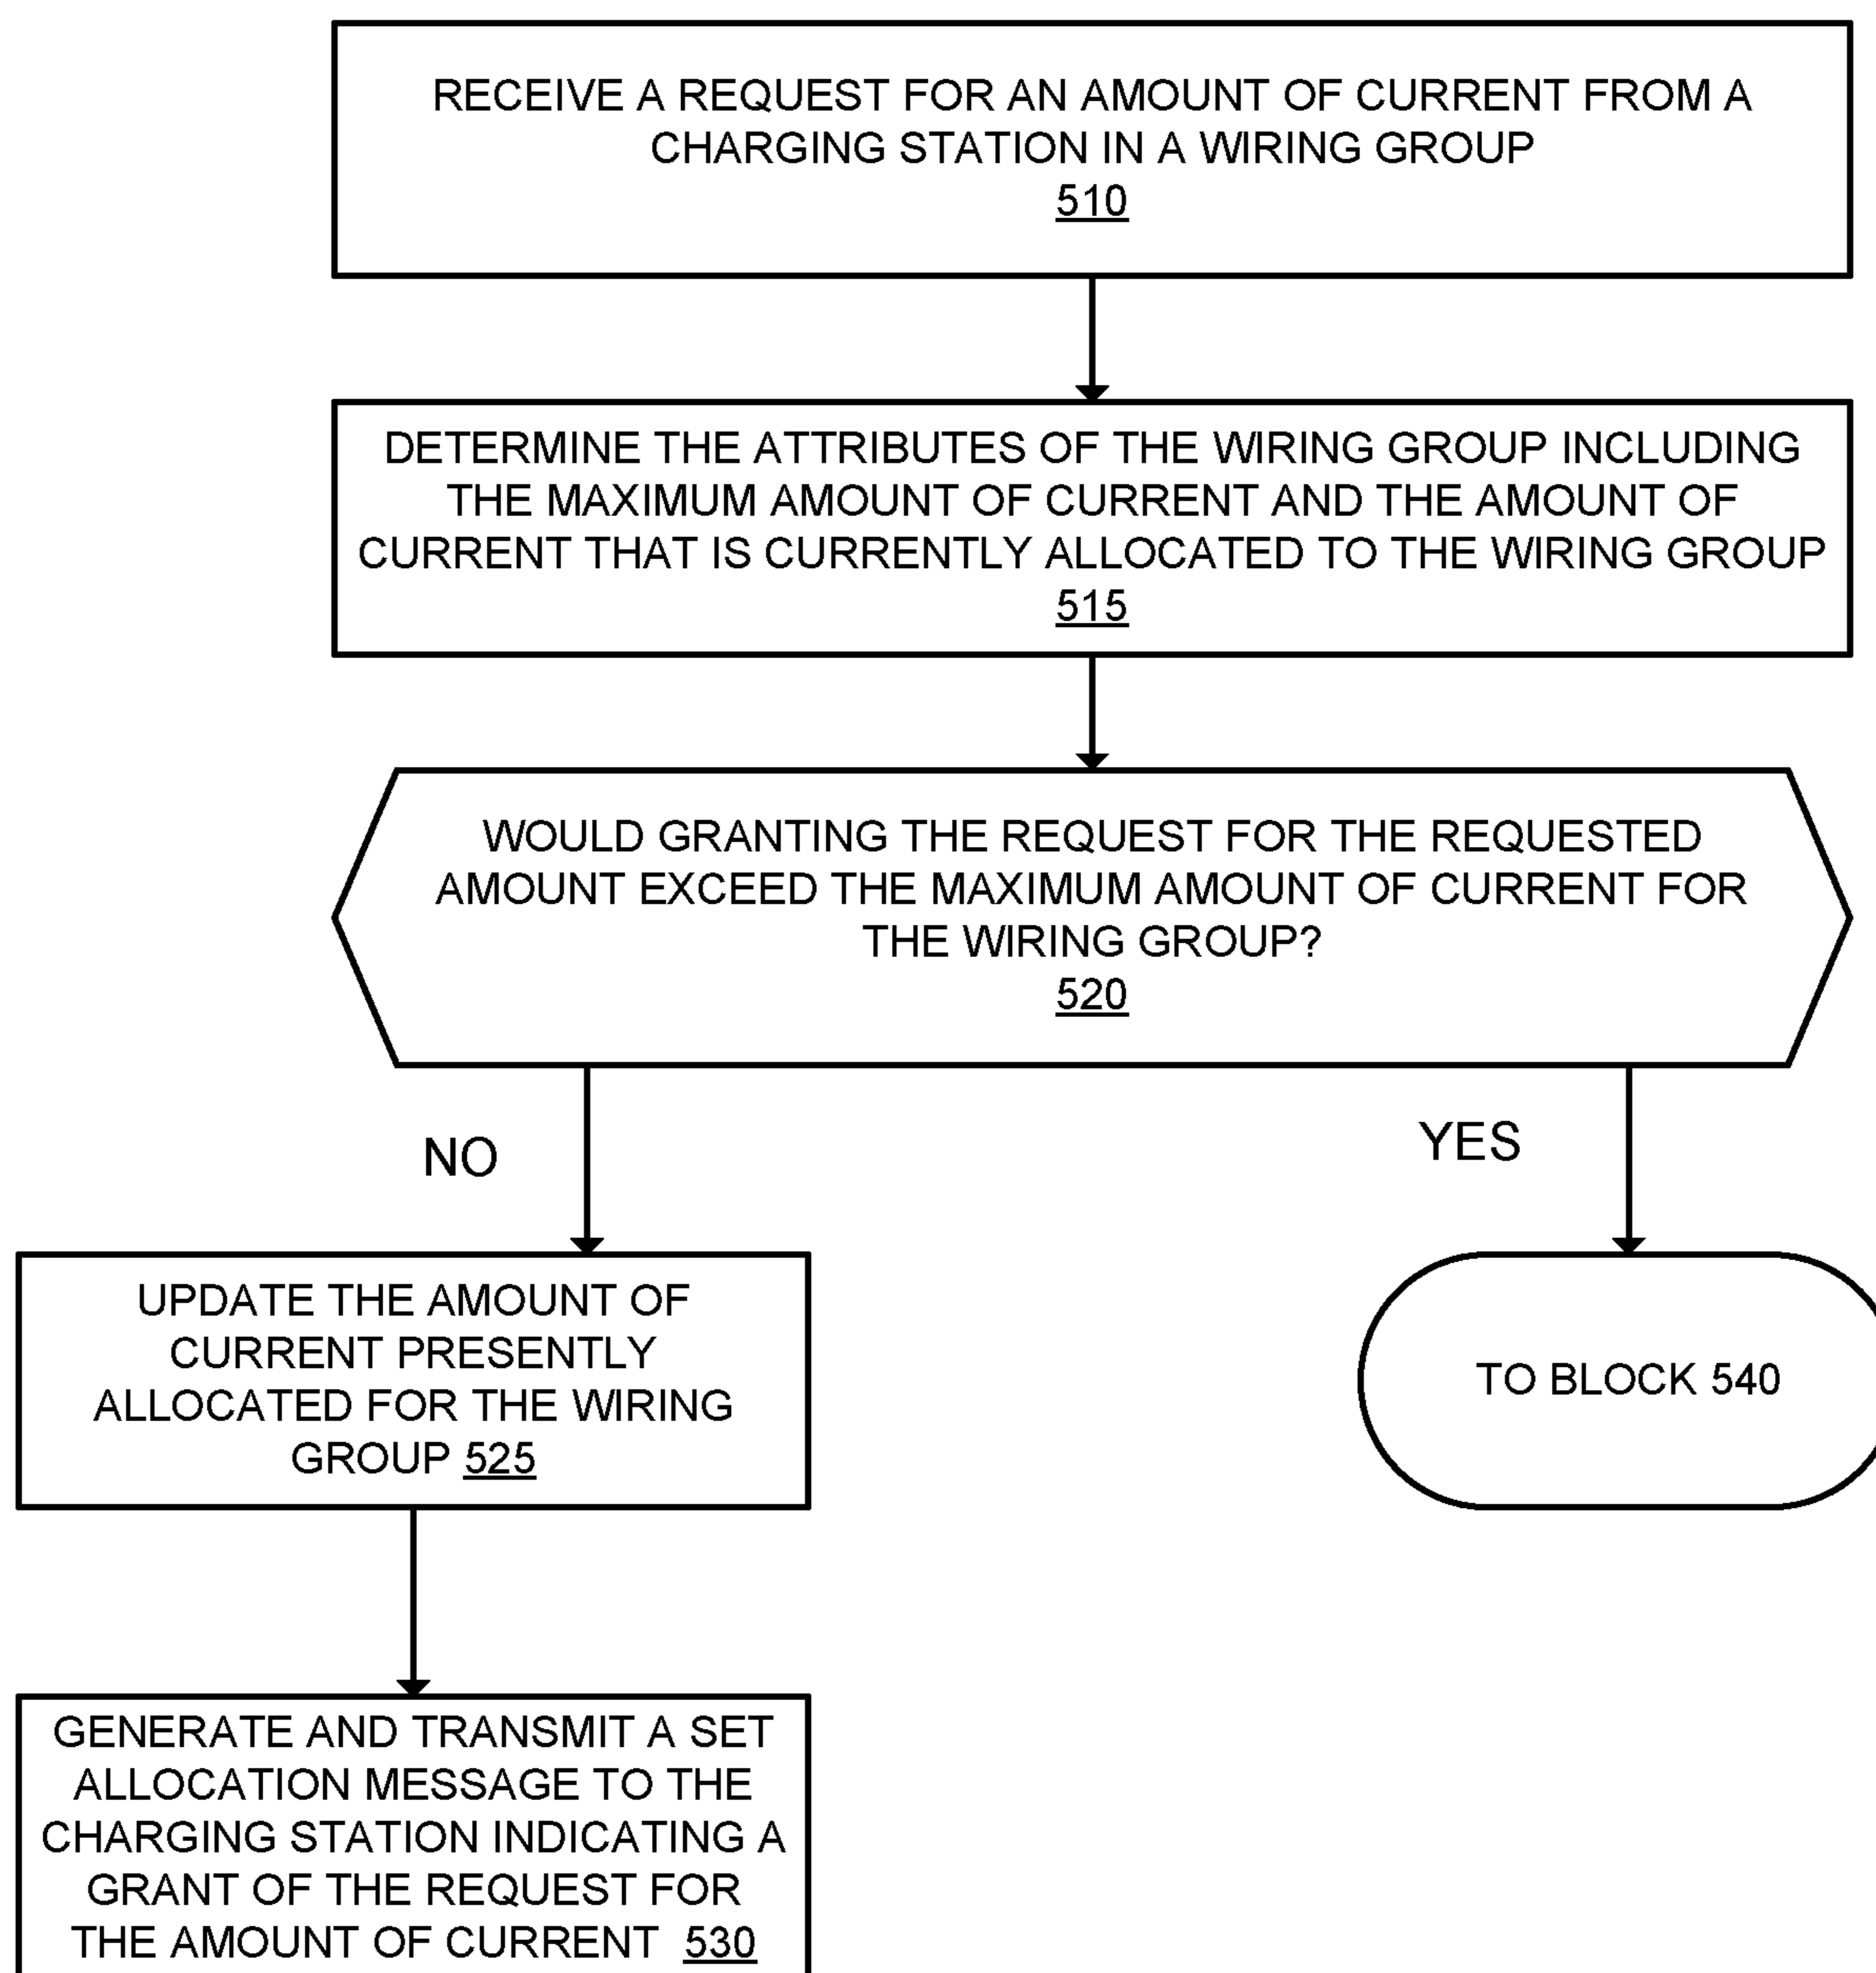 RECEIVE A REQUEST FOR AN AMOUNT OF CURRENT FROM A
CHARGING STATION IN A WIRING GROUP
510
DETERMINE THE ATTRIBUTES OF THE WIRING GROUP INCLUDING
THE MAXIMUM AMOUNT OF CURRENT AND THE AMOUNT OF
CURRENT THAT IS CURRENTLY ALLOCATED TO THE WIRING GROUP
515
WOULD GRANTING THE REQUEST FOR THE REQUESTED
AMOUNT EXCEED THE MAXIMUM AMOUNT OF CURRENT FOR
THE WIRING GROUP?
520
NO
YES
UPDATE THE AMOUNT OF
CURRENT PRESENTLY
ALLOCATED FOR THE WIRING
GROUP 525
TO BLOCK 540
GENERATE AND TRANSMIT A SET
ALLOCATION MESSAGE TO THE
CHARGING STATION INDICATING A
GRANT OF THE REQUEST FOR
THE AMOUNT OF CURRENT 530